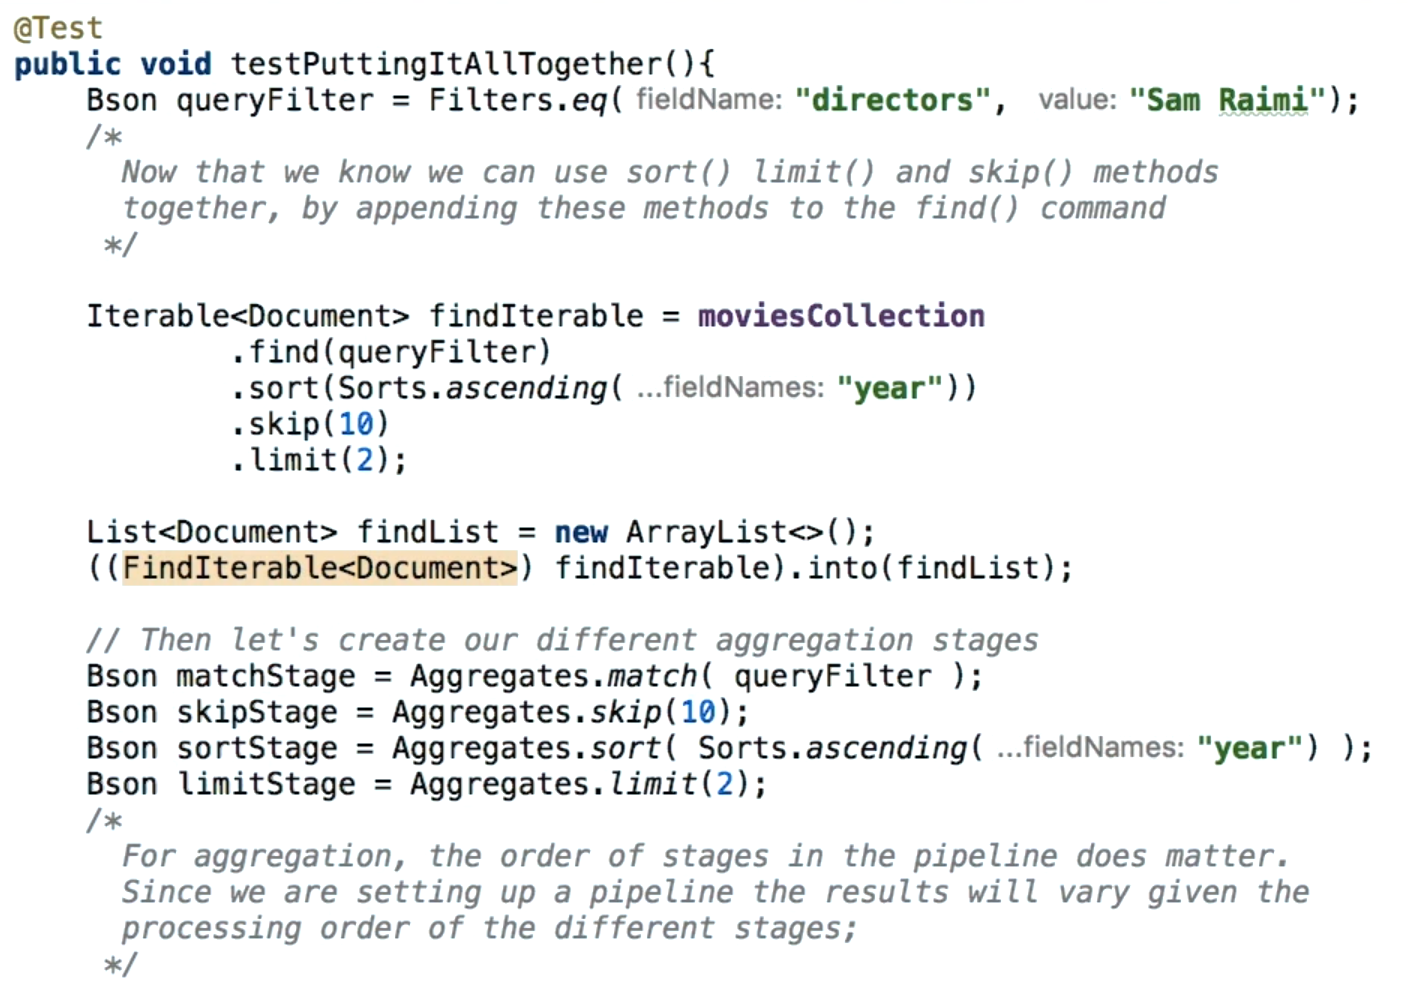 @Test
public void testPuttingItAllTogether(){
Bson queryFilter = Filters.eq( fieldName: "directors", value: "Sam Raimi");
/*
Now that we know we can use sort() limit() and skip() methods
together, by appending these methods to the find() command
*/
Iterable<Document> findIterable = moviesCollection
.find(queryFilter)
.sort(Sorts.ascending( ...fieldNames: "year"))
.skip(10)
.limit(2);
List<Document> findList = new ArrayList<>();
((FindIterable<Document>) findIterable).into(findList);
// Then let's create our different aggregation stages
Bson matchStage = Aggregates.match( queryFilter );
Bson skipStage = Aggregates.skip(10);
Bson sortStage = Aggregates.sort( Sorts.ascending( ...fieldNames: "year") );
Bson limitStage = Aggregates.limit(2);
/*
For aggregation, the order of stages in the pipeline does matter.
Since we are setting up a pipeline the results will vary given the
processing order of the different stages;
*/